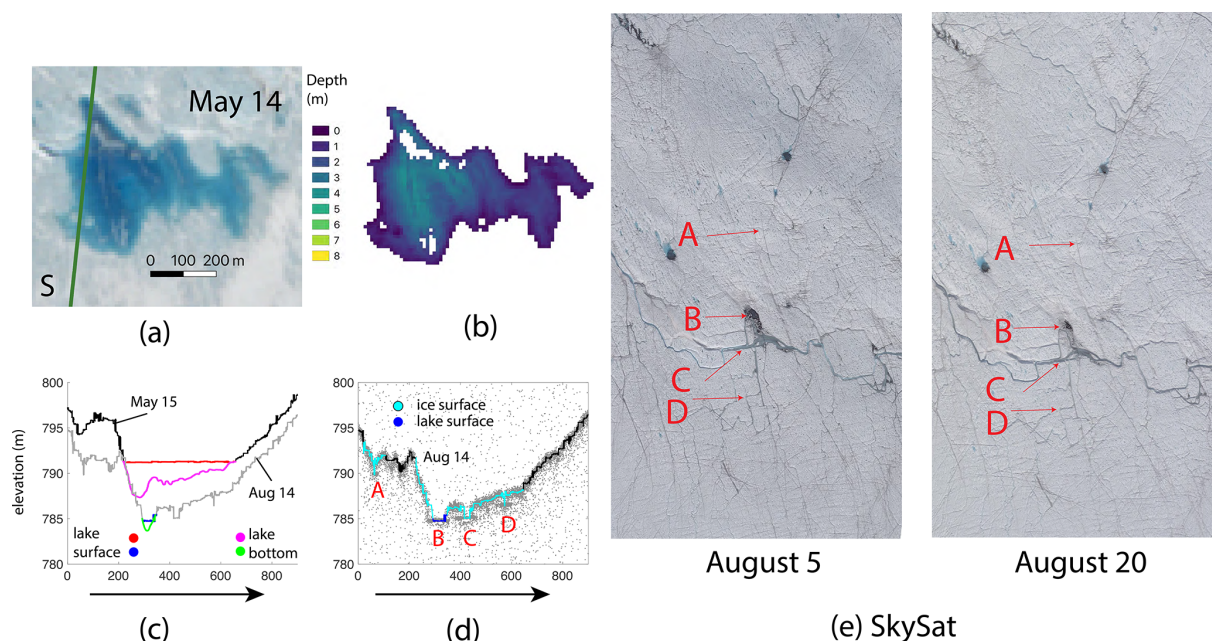 May 14
S
0 100 200 m
(a)
Depth
(m)
0
1
2
3
4
5
6
7
8
(b)
elevation (m)
800
795
790
785
780
May 15
Aug 14
lake
surface
lake
bottom
0 200 400 600 800
(c)
800
795
790
785
780
ice surface
lake surface
Aug 14
A
B
C
D
0 200 400 600 800
(d)
A
B
C
D
August 5
A
B
C
D
August 20
(e) SkySat